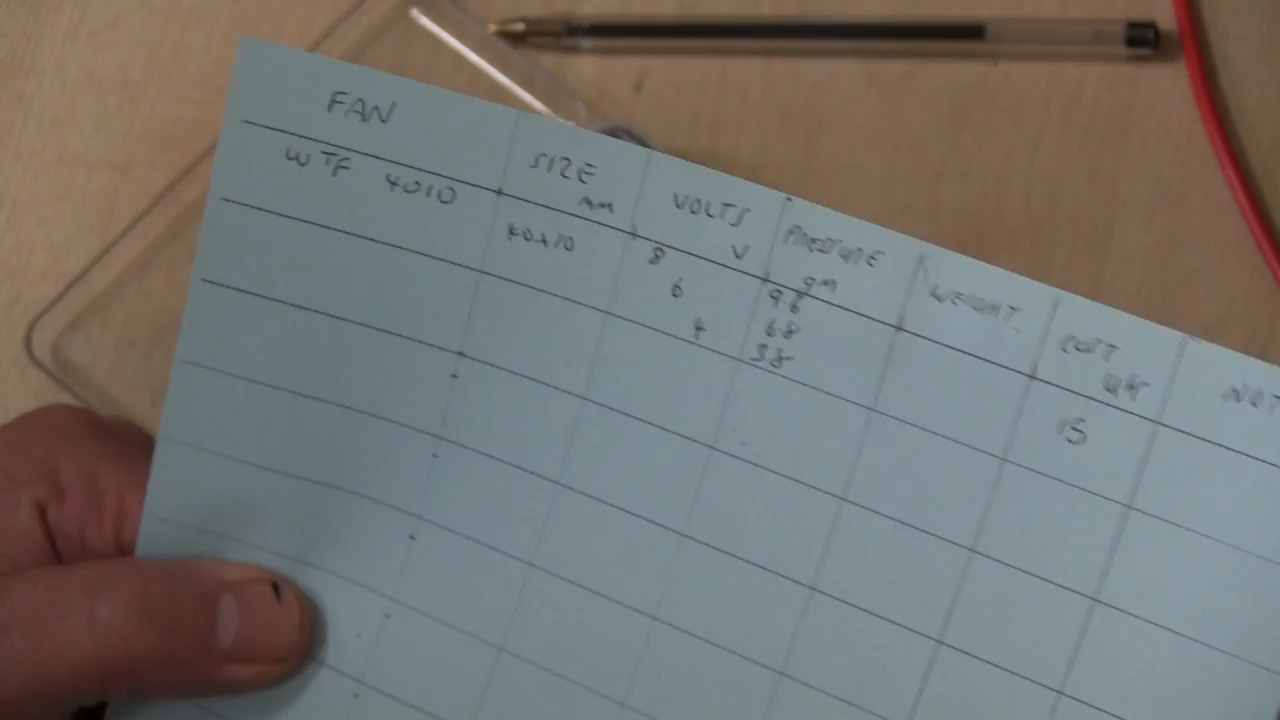 FAN SIZE mm VOLTS V PRESSURE gm WEIGHT COST
WTF 4010 40x10 8 9.6 15
6 6.8
4 3.8